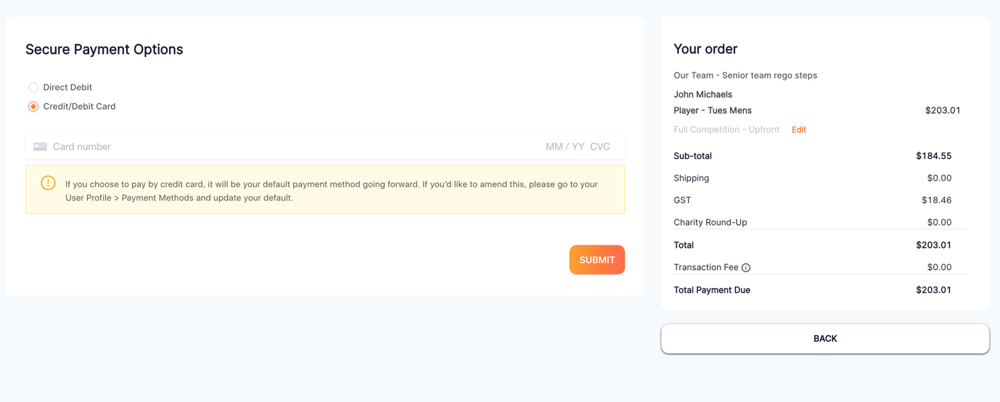 Secure Payment Options
Direct Debit
Credit/Debit Card
Card number MM / YY CVC
If you choose to pay by credit card, it will be your default payment method going forward. If you’d like to amend this, please go to your
User Profile > Payment Methods and update your default.
SUBMIT
Your order
Our Team - Senior team rego steps
John Michaels
Player - Tues Mens $203.01
Full Competition - Upfront Edit
Sub-total $184.55
Shipping $0.00
GST $18.46
Charity Round-Up $0.00
Total $203.01
Transaction Fee $0.00
Total Payment Due $203.01
BACK